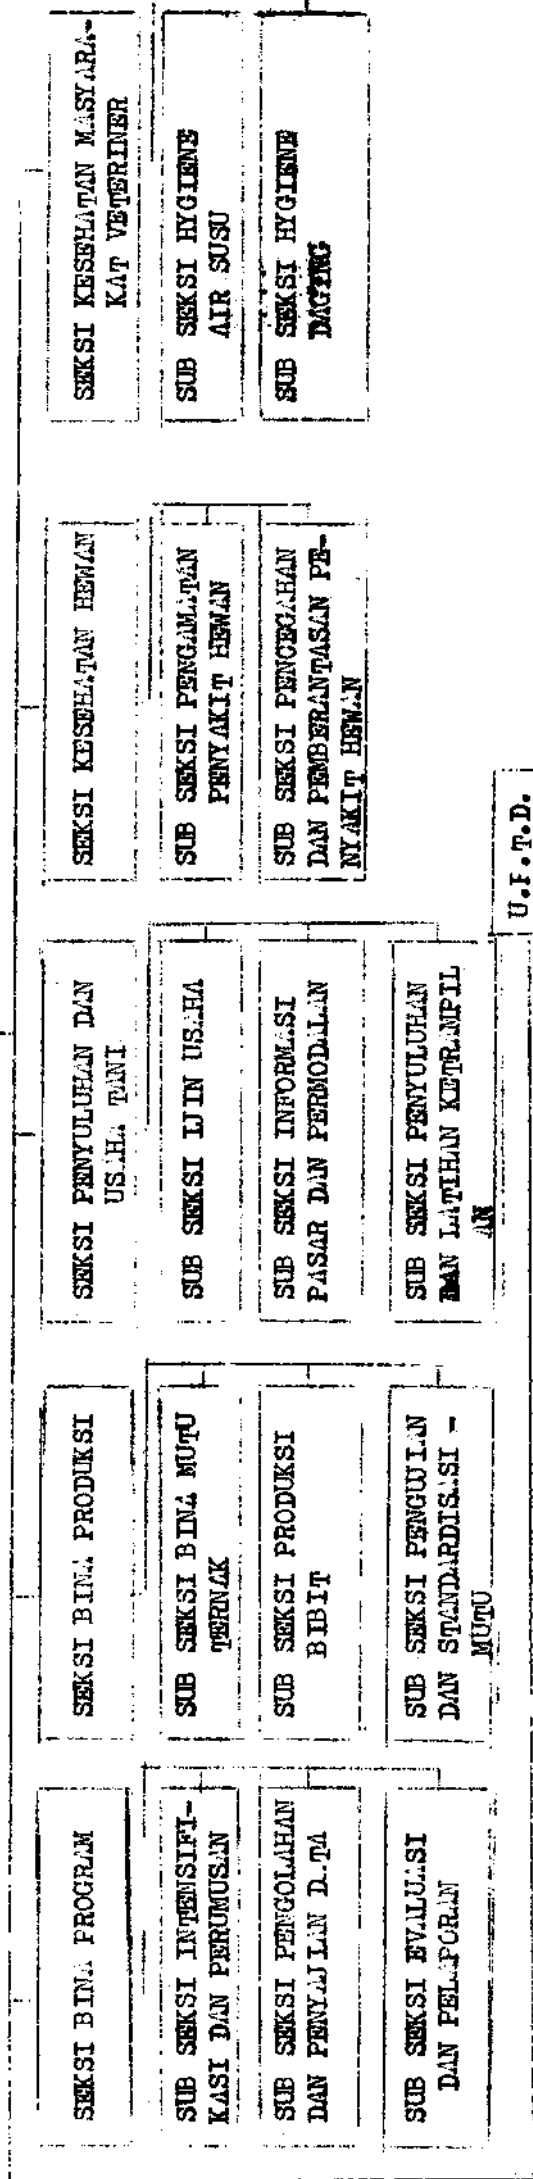 SEKSI BINA PROGRAM
SUB SEKSI INTENSIFI-
KASI DAN PERUMUSAN
SUB SEKSI PENGOLAHAN
DAN PENYAJIAN DATA
SUB SEKSI EVALUASI
DAN PELAPORAN
SEKSI BINA PRODUKSI
SUB SEKSI BINA MUTU
TERNAK
SUB SEKSI PRODUKSI
BIBIT
SUB SEKSI PENGUJIAN
DAN STANDARDISASI -
MUTU
SEKSI PENYULUHAN DAN
USAHA TANI
SUB SEKSI IJIN USAHA
SUB SEKSI INFORMASI
PASAR DAN PERMODALAN
SUB SEKSI PENYULUHAN
DAN LATIHAN KETRAMPIL
AN
SEKSI KESEHATAN HEWAN
SUB SEKSI PENGAMATAN
PENYAKIT HEWAN
SUB SEKSI PENCEGAHAN
DAN PEMBERANTASAN PE-
NYAKIT HEWAN
SEKSI KESEHATAN MASYARA-
KAT VETERINER
SUB SEKSI HYGIENE
AIR SUSU
SUB SEKSI HYGIENE
DAGING
U.P.T.D.